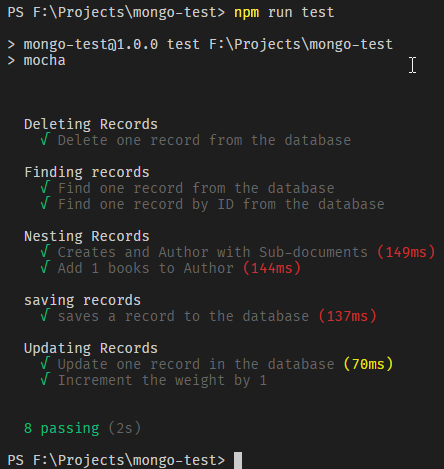 PS F:\Projects\mongo-test> npm run test
> mongo-test@1.0.0 test F:\Projects\mongo-test
> mocha
Deleting Records
√ Delete one record from the database
Finding records
√ Find one record from the database
√ Find one record by ID from the database
Nesting Records
√ Creates and Author with Sub-documents (149ms)
√ Add 1 books to Author (144ms)
saving records
√ saves a record to the database (137ms)
Updating Records
√ Update one record in the database (70ms)
√ Increment the weight by 1
8 passing (2s)
PS F:\Projects\mongo-test>